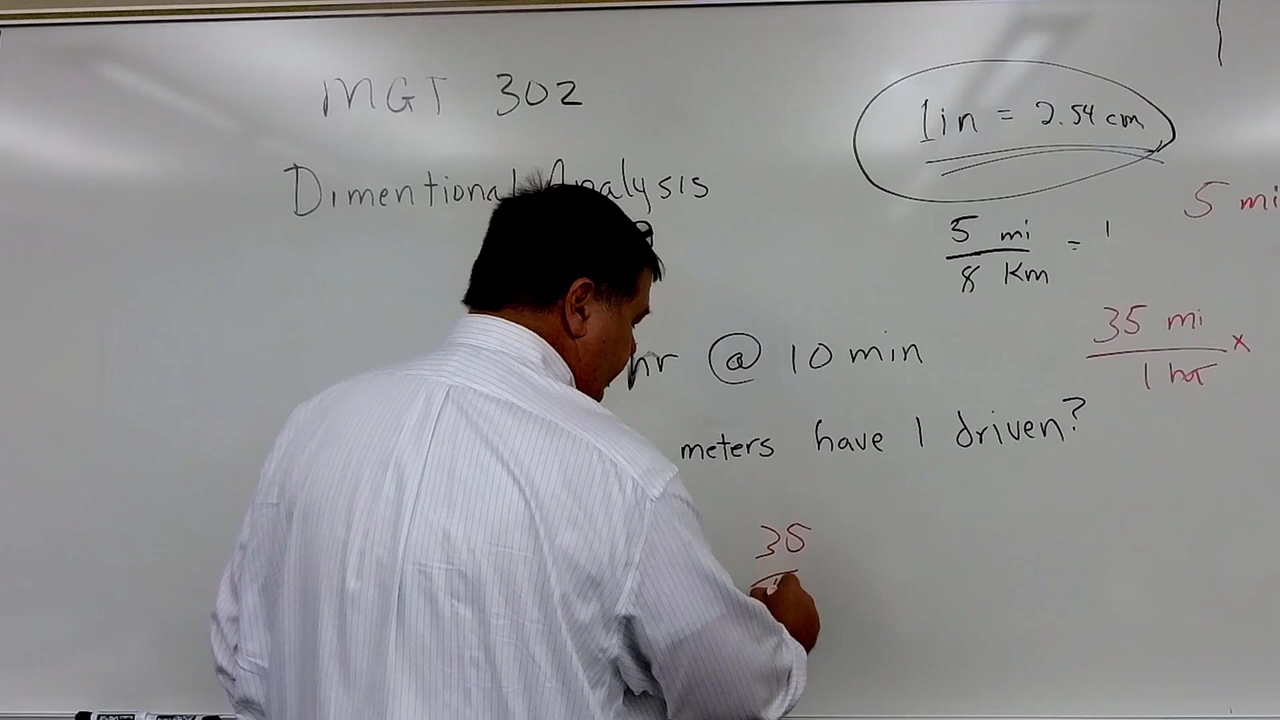 MGT 302
Dimentional Analysis
1 in = 2.54 cm
5 mi
8 Km
= 1
5 mi
35 mi
1 hor
x
hr @ 10 min
meters have I driven?
35